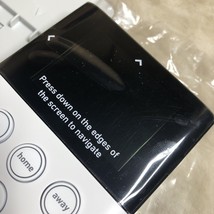 Press down on the edges of
the screen to navigate
home
away